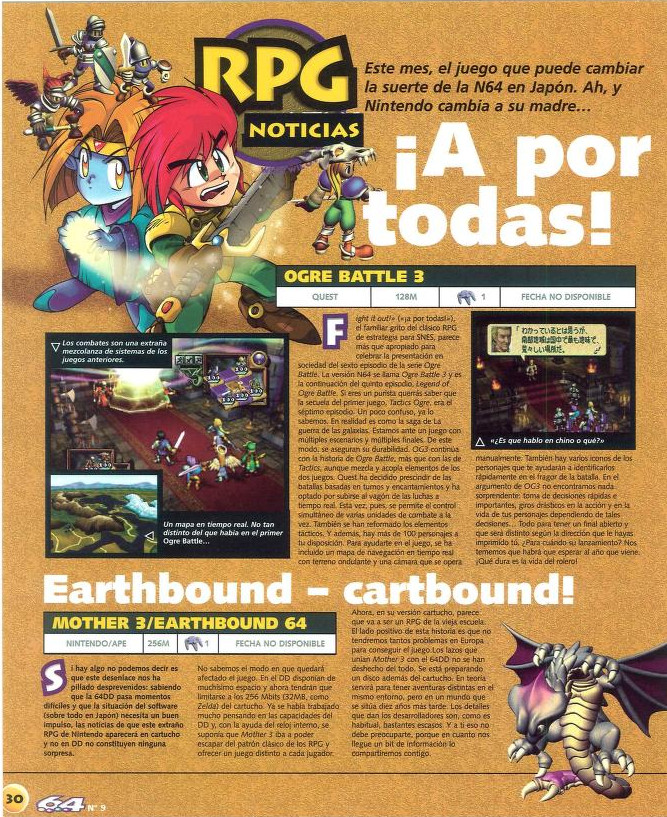 RPG
NOTICIAS
Este mes, el juego que puede cambiar
la suerte de la N64 en Japón. Ah, y
Nintendo cambia a su madre...
¡A por
todas!
OGRE BATTLE 3
QUEST
128M
1
FECHA NO DISPONIBLE
Los combates son una extraña
mezcolanza de sistemas de los
juegos anteriores.
Un mapa en tiempo real. No tan
distinto del que había en el primer
Ogre Battle...
Fight it out!» («¡a por todas!»),
el familiar grito del clásico RPG
de estrategia para SNES, parece
más que apropiado para
celebrar la presentación en
sociedad del sexto episodio de la serie Ogre
Battle. La versión N64 se llama Ogre Battle 3 y es
la continuación del quinto episodio, Legend of
Ogre Battle. Si eres un purista querrás saber que
la secuela del primer juego, Tactics Ogre, era el
séptimo episodio. Un poco confuso, ya lo
sabemos. En realidad es como la saga de La
guerra de las galaxias. Estamos ante un juego con
múltiples escenarios y múltiples finales. De este
modo, se aseguran su durabilidad. OG3 continúa
con la historia de Ogre Battle, más que con las de
Tactics, aunque mezcla y acopla elementos de los
dos juegos. Quest ha decidido prescindir de las
batallas basadas en turnos y encantamientos y ha
optado por subirse al vagón de las luchas a
tiempo real. Esta vez, pues, se permite el control
simultáneo de varias unidades de combate a la
vez. También se han reformado los elementos
tácticos. Y además, hay más de 100 personajes a
tu disposición. Para ayudarte en el juego, se ha
incluido un mapa de navegación en tiempo real
con terreno ondulante y una cámara que se opera
「わかっているとは思うが、
南部地域は国中で最も地味で、
荒々しい場所だ。
«¿Es que hablo en chino o qué?»
manualmente. También hay varios iconos de los
personajes que te ayudarán a identificarlos
rápidamente en el fragor de la batalla. En el
argumento de OG3 no encontramos nada
sorprendente: toma de decisiones rápidas e
importantes, giros drásticos en la acción y en la
vida de tus personajes dependiendo de tales
decisiones... Todo para tener un final abierto y
que será distinto según la dirección que le hayas
imprimido tú. ¿Para cuándo su lanzamiento? Nos
tememos que habrá que esperar al año que viene.
¡Qué dura es la vida del rolero!
Earthbound – cartbound!
MOTHER 3/EARTHBOUND 64
NINTENDO/APE
256M
1
FECHA NO DISPONIBLE
Si hay algo no podemos decir es
que este desenlace nos ha
pillado desprevenidos: sabiendo
que la 64DD pasa momentos
difíciles y que la situación del software
(sobre todo en Japón) necesita un buen
impulso, las noticias de que este extraño
RPG de Nintendo aparecerá en cartucho
y no en DD no constituyen ninguna
sorpresa.
No sabemos el modo en que quedará
afectado el juego. En el DD disponían de
muchísimo espacio y ahora tendrán que
limitarse a los 256 Mbits (32MB, como
Zelda) del cartucho. Ya se había trabajado
mucho pensando en las capacidades del
DD y, con la ayuda del reloj interno, se
suponía que Mother 3 iba a poder
escapar del patrón clásico de los RPG y
ofrecer un juego distinto a cada jugador.
Ahora, en su versión cartucho, parece
que va a ser un RPG de la vieja escuela.
El lado positivo de esta historia es que no
tendremos tantos problemas en Europa
para conseguir el juego.Los lazos que
unían Mother 3 con el 64DD no se han
deshecho del todo. Se está preparando
un disco además del cartucho. En teoría
servirá para tener aventuras distintas en el
mismo entorno, pero en un mundo que
se sitúa diez años más tarde. Los detalles
que dan los desarrolladores son, como es
habitual, bastantes escasos. Y a ti eso no
debe preocuparte, porque en cuanto nos
llegue un bit de información lo
compartiremos contigo.
30
64
Nº 9